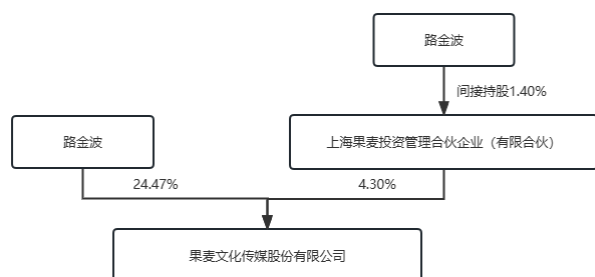 路金波
间接持股1.40%
路金波
上海果麦投资管理合伙企业（有限合伙）
24.47%
4.30%
果麦文化传媒股份有限公司